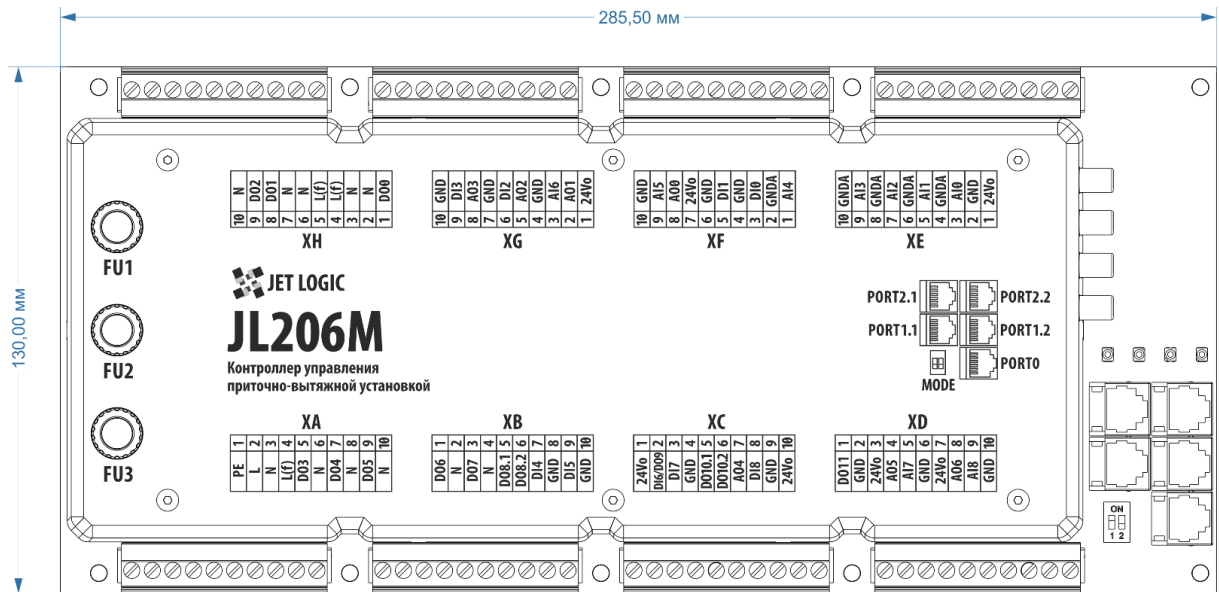 285,50 мм
130,00 мм
10 GND 9 DO2 8 DO1 7 N 6 N 5 L(f) 4 L(f) 3 N 2 N 1 DO0
XH
10 GND 9 DI3 8 AO3 7 GND 6 DI2 5 AO2 4 GND 3 AI6 2 AO1 1 24Vo
XG
10 GND 9 AI5 8 AO0 7 24Vo 6 GND 5 DI1 4 GND 3 DI0 2 GNDA 1 AI4
XF
10 GNDA 9 AI3 8 GNDA 7 AI2 6 GNDA 5 AI1 4 GNDA 3 AI0 2 GND 1 24Vo
XE
FU1
FU2
FU3
JET LOGIC
JL206M
Контроллер управления
приточно-вытяжной установкой
PORT2.1 PORT2.2
PORT1.1 PORT1.2
PORT0
MODE
XA
1 PE 2 L 3 N 4 L(f) 5 DO3 6 N 7 DO4 8 N 9 DO5 10 N
XB
1 DO6 2 N 3 DO7 4 N 5 DO8.1 6 DO8.2 7 DI4 8 GND 9 DI5 10 GND
XC
1 24Vo 2 DI6/DO9 3 DI7 4 GND 5 DO10.1 6 DO10.2 7 AO4 8 DI8 9 GND 10 24Vo
XD
1 DO11 2 GND 3 24Vo 4 AO5 5 AI7 6 GND 7 24Vo 8 AO6 9 AI8 10 GND
ON
1 2